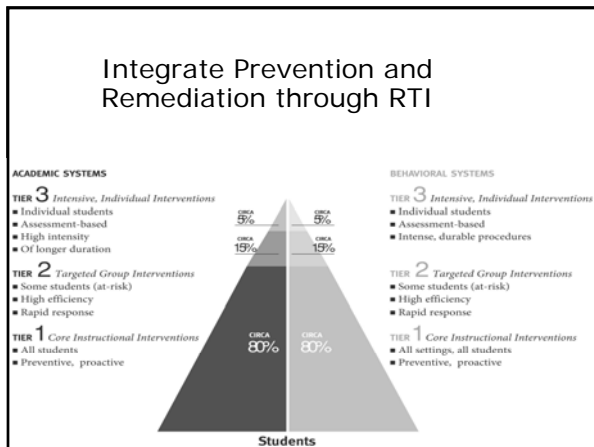 Integrate Prevention and
Remediation through RTI
ACADEMIC SYSTEMS
TIER 3 Intensive, Individual Interventions
■ Individual students
■ Assessment-based
■ High intensity
■ Of longer duration
TIER 2 Targeted Group Interventions
■ Some students (at-risk)
■ High efficiency
■ Rapid response
TIER 1 Core Instructional Interventions
■ All students
■ Preventive, proactive
CIRCA
5%
CIRCA
15%
CIRCA
80%
CIRCA
5%
CIRCA
15%
CIRCA
80%
BEHAVIORAL SYSTEMS
TIER 3 Intensive, Individual Interventions
■ Individual students
■ Assessment-based
■ Intense, durable procedures
TIER 2 Targeted Group Interventions
■ Some students (at-risk)
■ High efficiency
■ Rapid response
TIER 1 Core Instructional Interventions
■ All settings, all students
■ Preventive, proactive
Students